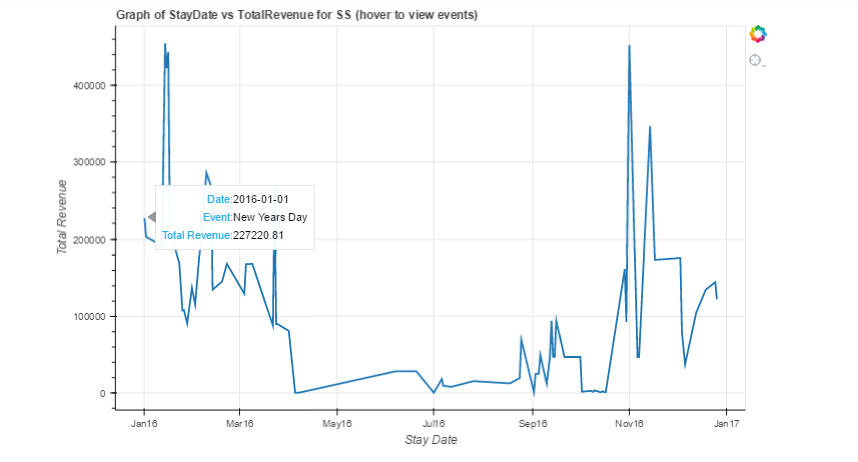 Graph of StayDate vs TotalRevenue for SS (hover to view events)
400000
300000
200000
100000
0
Total Revenue
Date:2016-01-01
Event:New Years Day
Total Revenue:227220.81
Jan16 Mar16 May16 Jul16 Sep16 Nov16 Jan17
Stay Date